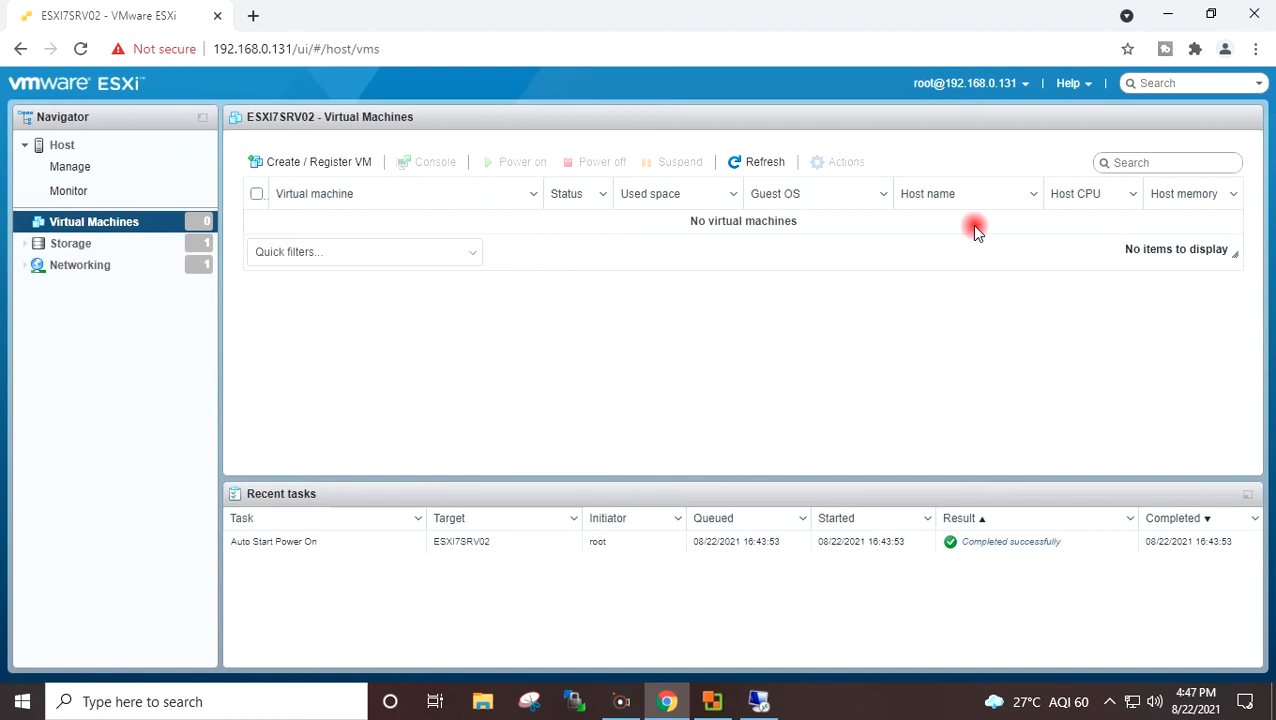 ESXI7SRV02 - VMware ESXi
Not secure 192.168.0.131/ui/#/host/vms
vmware ESXi™
root@192.168.0.131 Help Search
Navigator
ESXI7SRV02 - Virtual Machines
Host
Manage
Monitor
Virtual Machines 0
Storage 1
Networking 1
Create / Register VM Console Power on Power off Suspend Refresh Actions Search
Virtual machine Status Used space Guest OS Host name Host CPU Host memory
No virtual machines
Quick filters... No items to display
Recent tasks
Task Target Initiator Queued Started Result Completed
Auto Start Power On ESXI7SRV02 root 08/22/2021 16:43:53 08/22/2021 16:43:53 Completed successfully 08/22/2021 16:43:53
Type here to search
27°C AQI 60
4:47 PM
8/22/2021